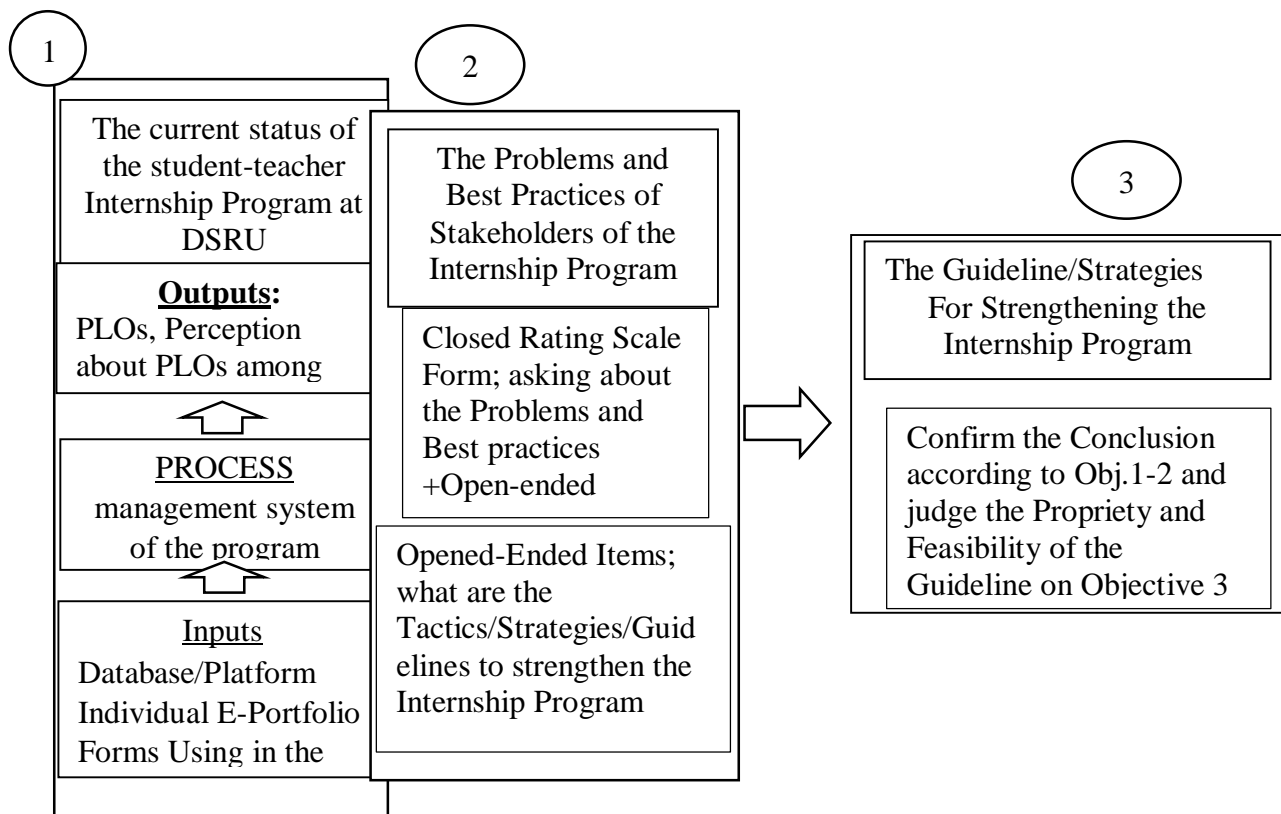 1
The current status of
the student-teacher
Internship Program at
DSRU
Outputs:
PLOs, Perception
about PLOs among
PROCESS
management system
of the program
Inputs
Database/Platform
Individual E-Portfolio
Forms Using in the
2
The Problems and
Best Practices of
Stakeholders of the
Internship Program
Closed Rating Scale
Form; asking about
the Problems and
Best practices
+Open-ended
Opened-Ended Items;
what are the
Tactics/Strategies/Guid
elines to strengthen the
Internship Program
3
The Guideline/Strategies
For Strengthening the
Internship Program
Confirm the Conclusion
according to Obj.1-2 and
judge the Propriety and
Feasibility of the
Guideline on Objective 3